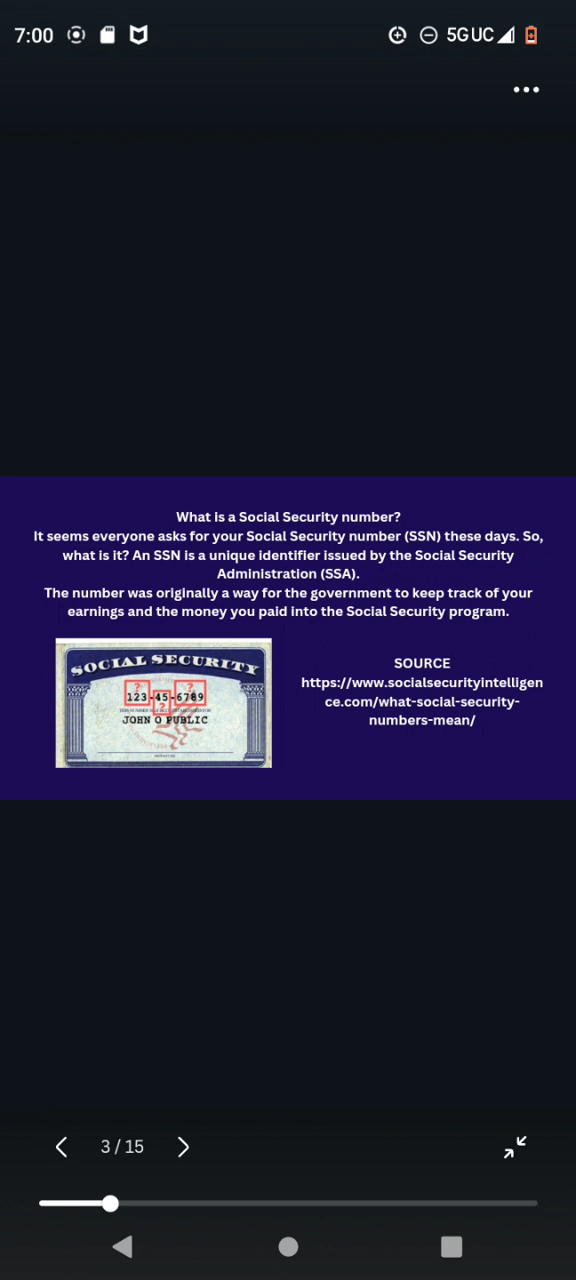 7:00
5G UC
What is a Social Security number?
It seems everyone asks for your Social Security number (SSN) these days. So,
what is it? An SSN is a unique identifier issued by the Social Security
Administration (SSA).
The number was originally a way for the government to keep track of your
earnings and the money you paid into the Social Security program.
SOCIAL SECURITY
? ? ?
123-45-6789
JOHN Q PUBLIC
SOURCE
https://www.socialsecurityintelligen
ce.com/what-social-security-
numbers-mean/
3 / 15